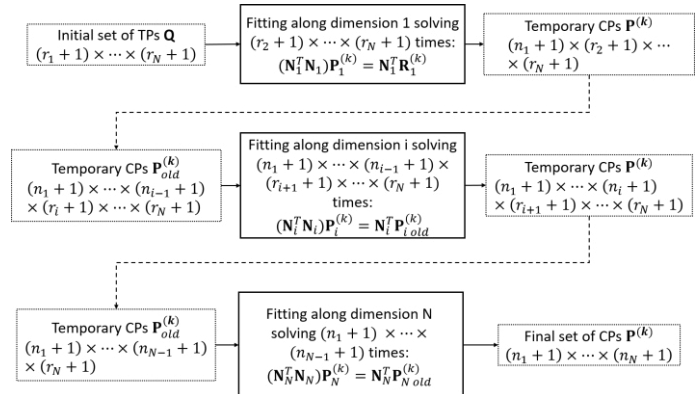 Initial set of TPs 𝐐
(r₁ + 1) × ⋯ × (r_N + 1)
Fitting along dimension 1 solving
(r₂ + 1) × ⋯ × (r_N + 1)
times:
(𝐍₁ᵀ𝐍₁)𝐏₁⁽ᵏ⁾ = 𝐍₁ᵀ𝐑₁⁽ᵏ⁾
Temporary CPs 𝐏⁽ᵏ⁾
(n₁ + 1) × (r₂ + 1) × ⋯
× (r_N + 1)
Temporary CPs 𝐏_old⁽ᵏ⁾
(n₁ + 1) × ⋯ × (n_{i−1} + 1)
× (r_i + 1) × ⋯ × (r_N + 1)
Fitting along dimension i solving
(n₁ + 1) × ⋯ × (n_{i−1} + 1) ×
(r_{i+1} + 1) × ⋯ × (r_N + 1)
times:
(𝐍_iᵀ𝐍_i)𝐏_i⁽ᵏ⁾ = 𝐍_iᵀ𝐏_{i old}⁽ᵏ⁾
Temporary CPs 𝐏⁽ᵏ⁾
(n₁ + 1) × ⋯ × (n_i + 1)
× (r_{i+1} + 1) × ⋯ × (r_N + 1)
Temporary CPs 𝐏_old⁽ᵏ⁾
(n₁ + 1) × ⋯ × (n_{N−1} + 1)
× (r_N + 1)
Fitting along dimension N
solving (n₁ + 1) × ⋯ ×
(n_{N−1} + 1) times:
(𝐍_Nᵀ𝐍_N)𝐏_N⁽ᵏ⁾ = 𝐍_Nᵀ𝐏_{N old}⁽ᵏ⁾
Final set of CPs 𝐏⁽ᵏ⁾
(n₁ + 1) × ⋯ × (n_N + 1)